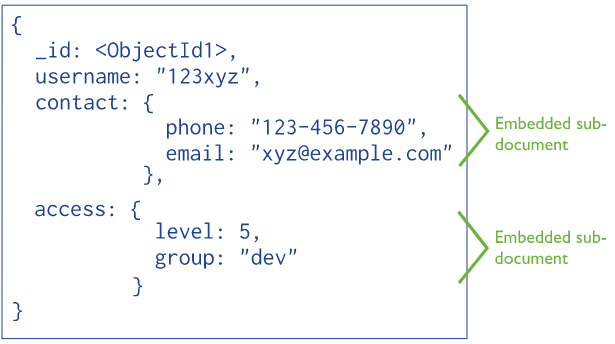 {
_id: <ObjectId1>,
username: "123xyz",
contact: {
phone: "123-456-7890",
email: "xyz@example.com"
},
access: {
level: 5,
group: "dev"
}
}
Embedded sub-
document
Embedded sub-
document